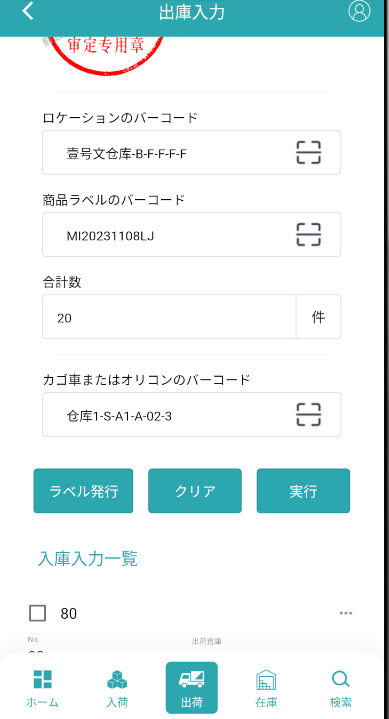 出庫入力
审定专用章
ロケーションのバーコード
壹号文仓库-B-F-F-F-F
商品ラベルのバーコード
MI20231108LJ
合計数
20 件
カゴ車またはオリコンのバーコード
仓库1-S-A1-A-02-3
ラベル発行 クリア 実行
入庫入力一覧
80
No. 出荷倉庫
ホーム 入荷 出荷 在庫 検索